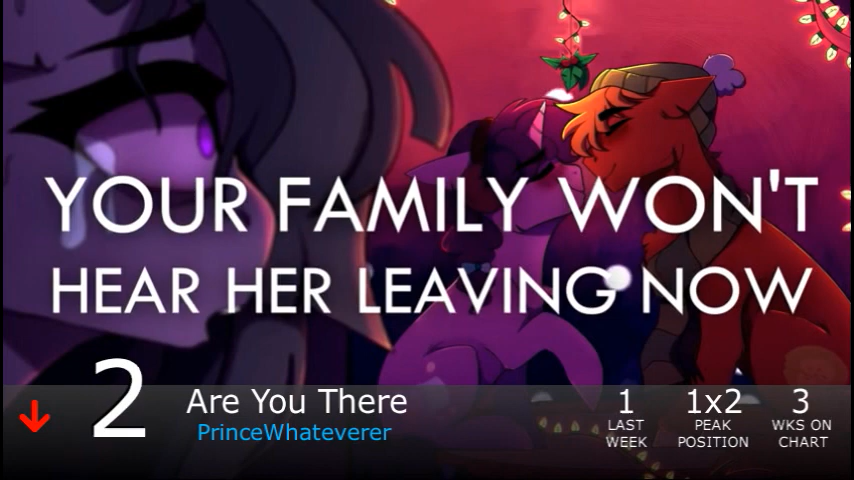 YOUR FAMILY WON'T
HEAR HER LEAVING NOW
2
Are You There
PrinceWhateverer
1
LAST
WEEK
1x2
PEAK
POSITION
3
WKS ON
CHART